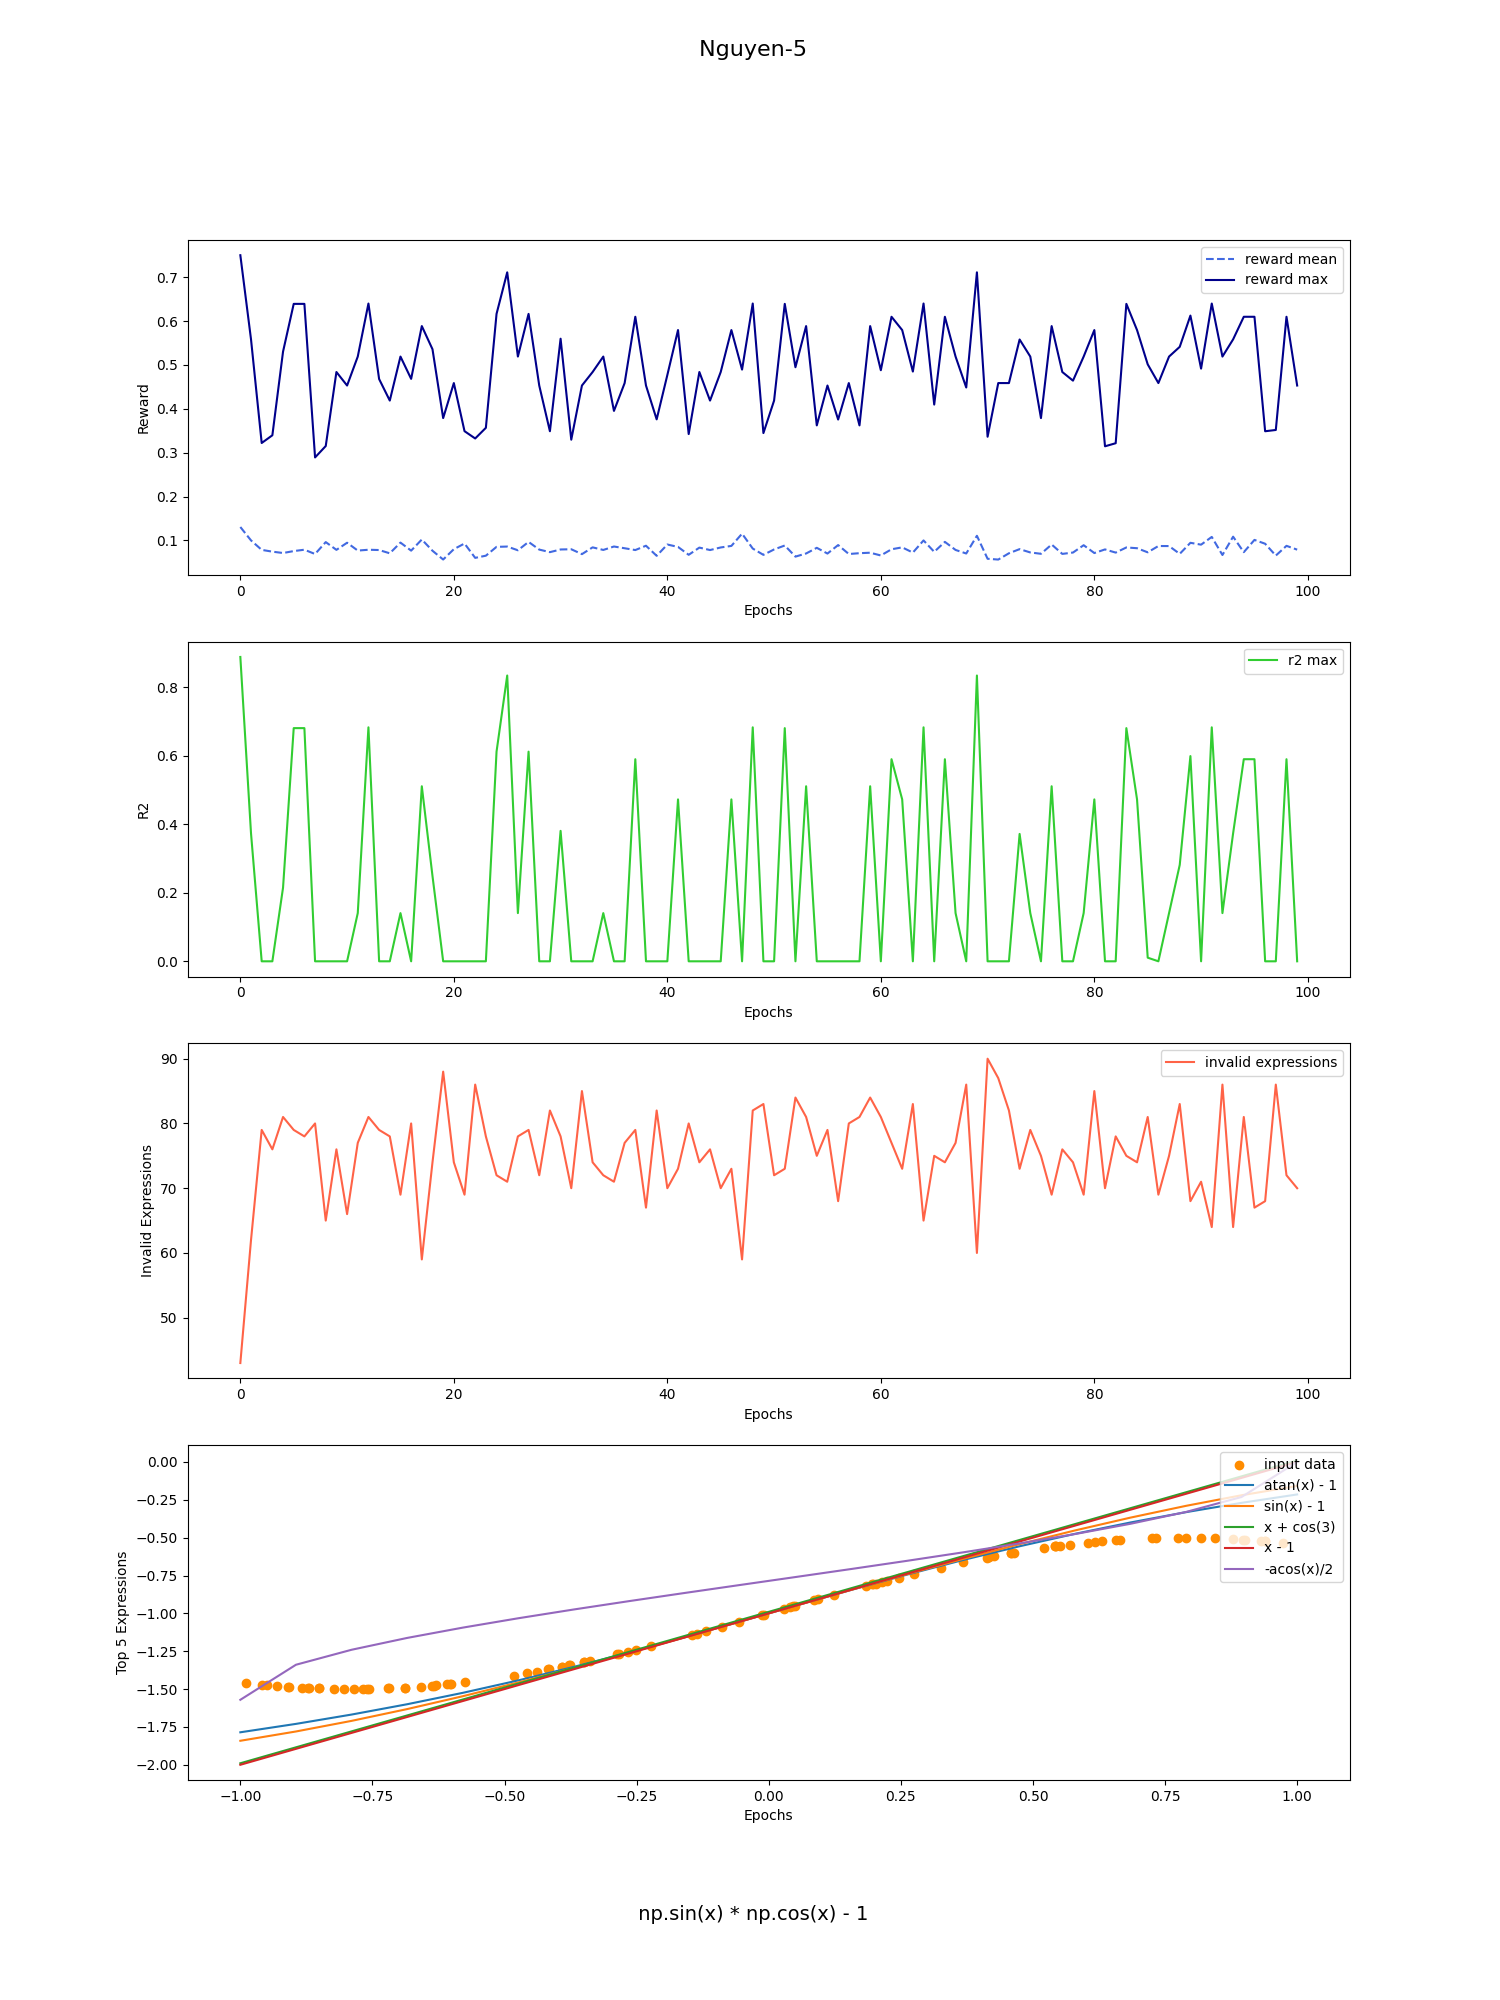 Nguyen-5
reward mean
reward max
0.7
0.6
0.5
0.4
0.3
0.2
0.1
Reward
0 20 40 60 80 100
Epochs
r2 max
0.8
0.6
0.4
0.2
0.0
R2
0 20 40 60 80 100
Epochs
invalid expressions
90
80
70
60
50
Invalid Expressions
0 20 40 60 80 100
Epochs
input data
atan(x) - 1
sin(x) - 1
x + cos(3)
x - 1
-acos(x)/2
0.00
−0.25
−0.50
−0.75
−1.00
−1.25
−1.50
−1.75
−2.00
Top 5 Expressions
−1.00 −0.75 −0.50 −0.25 0.00 0.25 0.50 0.75 1.00
Epochs
np.sin(x) * np.cos(x) - 1